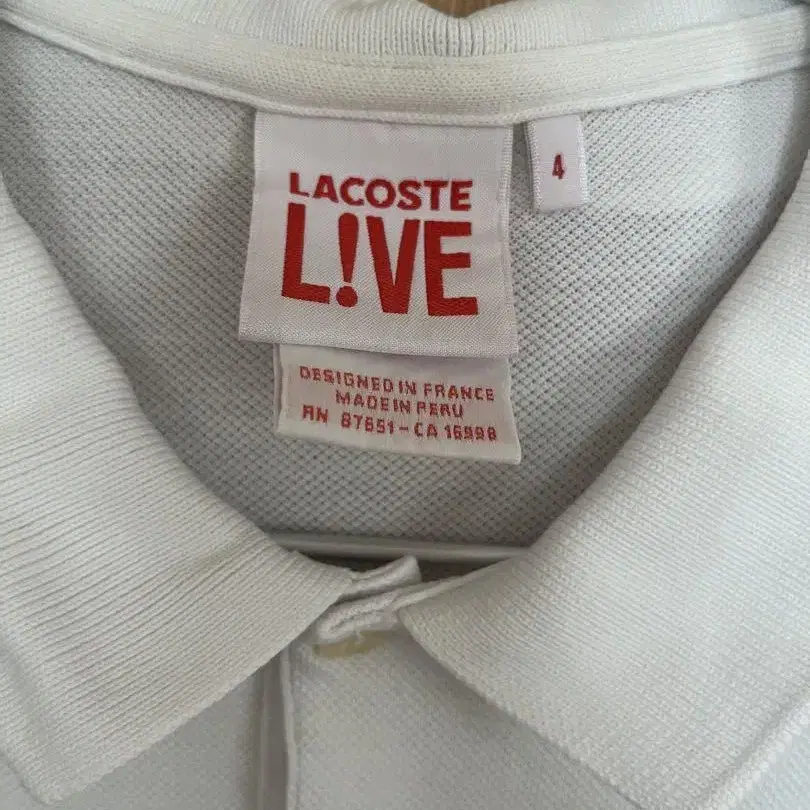 LACOSTE
L!VE
4
DESIGNED IN FRANCE
MADE IN PERU
RN 87651 - CA 16998